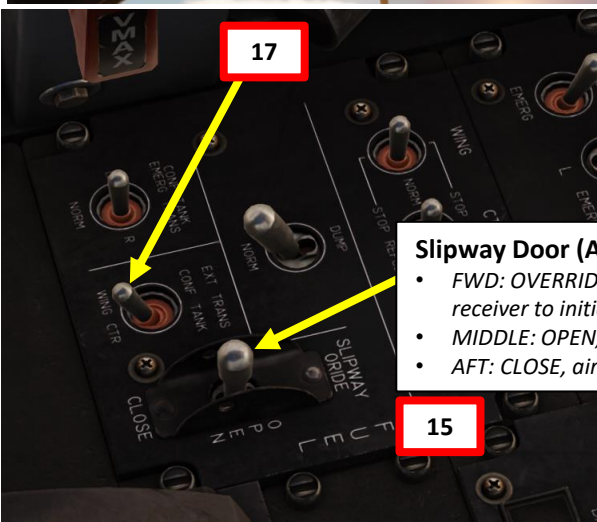 VMAX
17
EMERG
WING
CONF TANK
EMERG TRANS
NORM
R
NORM
STOP
L
EMERG
NORM
DUMP
STOP REF
EXT TRANS
CONF TANK
WING CTR
Slipway Door (A
• FWD: OVERRID
receiver to initi
• MIDDLE: OPEN,
• AFT: CLOSE, air
SLIPWAY
ORIDE
CLOSE
OPEN
FUEL
15